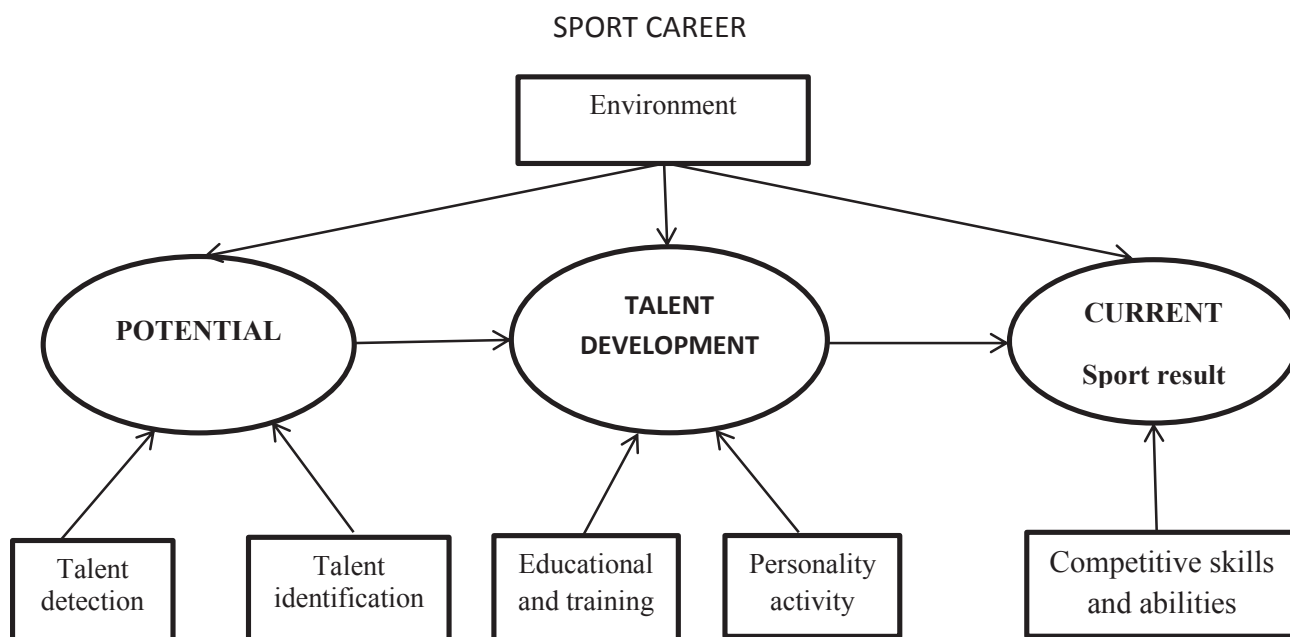 SPORT CAREER
Environment
POTENTIAL
TALENT
DEVELOPMENT
CURRENT
Sport result
Talent
detection
Talent
identification
Educational
and training
Personality
activity
Competitive skills
and abilities